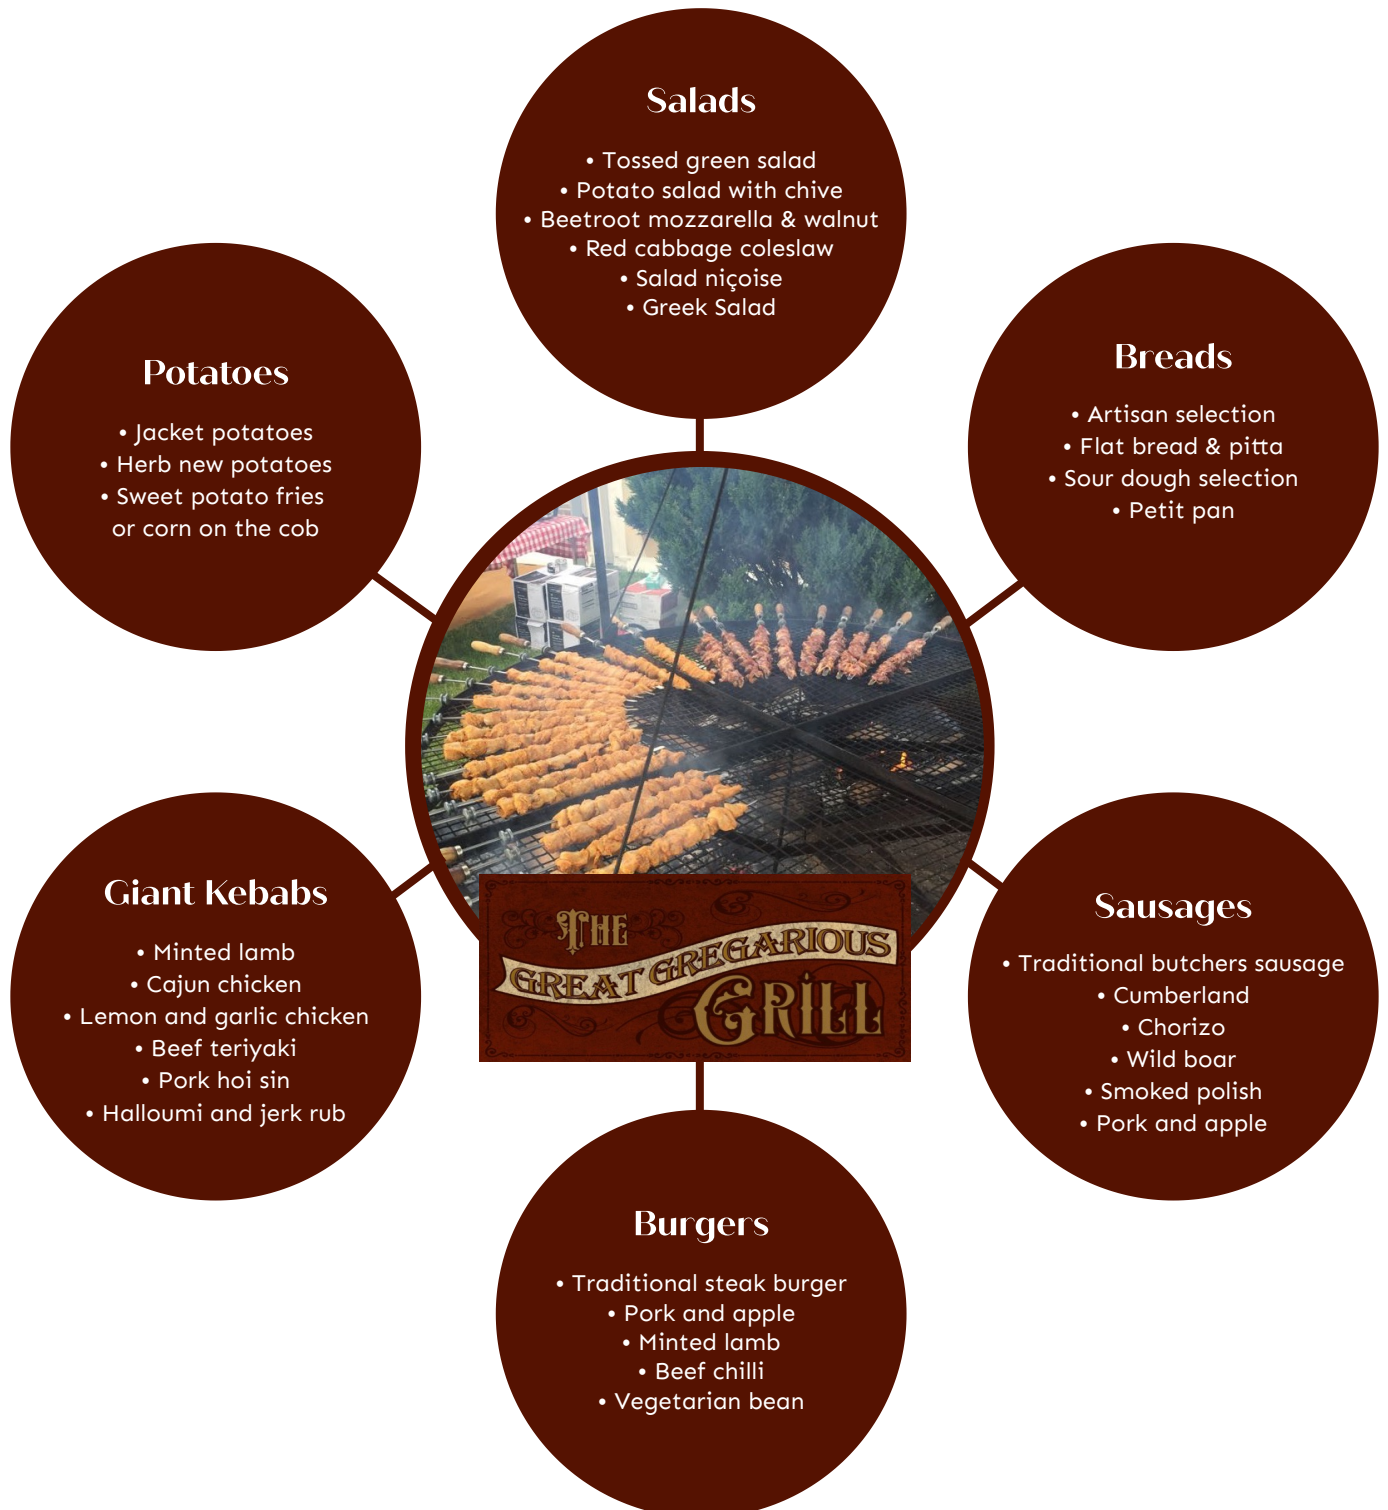 Salads
• Tossed green salad
• Potato salad with chive
• Beetroot mozzarella & walnut
• Red cabbage coleslaw
• Salad niçoise
• Greek Salad
Potatoes
• Jacket potatoes
• Herb new potatoes
• Sweet potato fries
or corn on the cob
Breads
• Artisan selection
• Flat bread & pitta
• Sour dough selection
• Petit pan
Giant Kebabs
• Minted lamb
• Cajun chicken
• Lemon and garlic chicken
• Beef teriyaki
• Pork hoi sin
• Halloumi and jerk rub
THE
GREAT GREGARIOUS
GRILL
Sausages
• Traditional butchers sausage
• Cumberland
• Chorizo
• Wild boar
• Smoked polish
• Pork and apple
Burgers
• Traditional steak burger
• Pork and apple
• Minted lamb
• Beef chilli
• Vegetarian bean